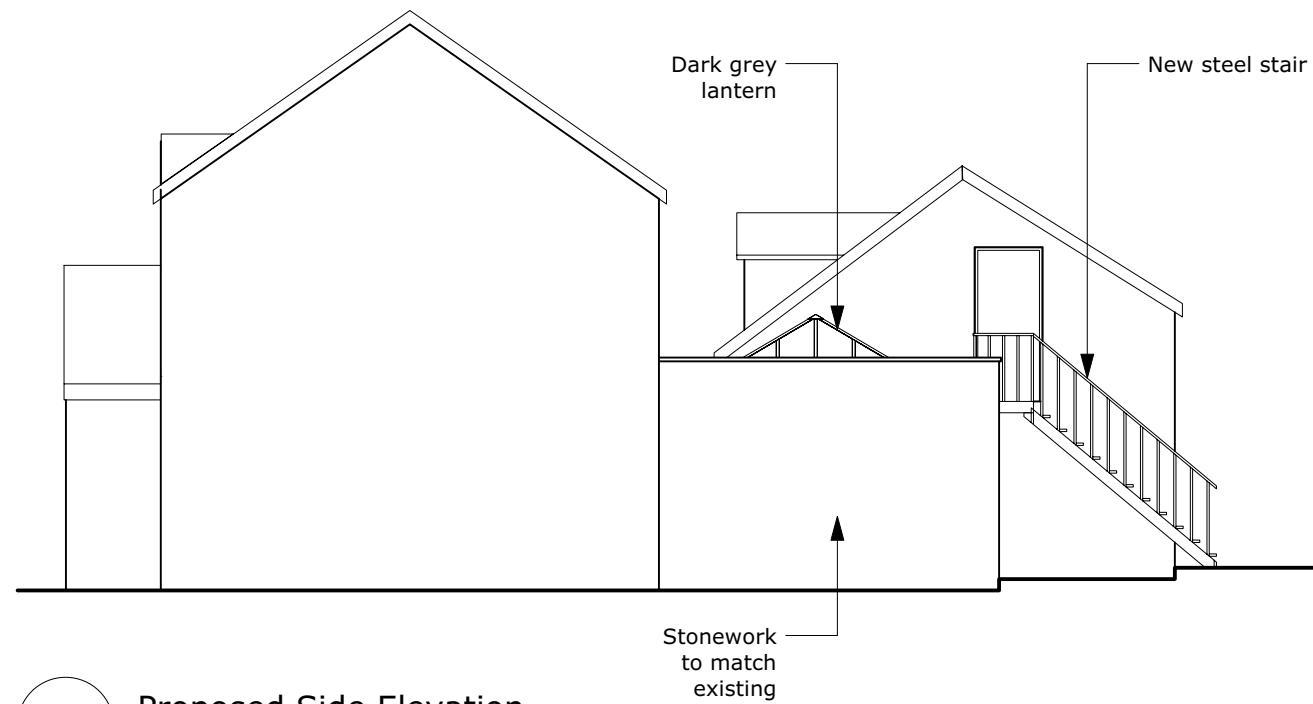 Dark grey
lantern
New steel stair
Stonework
to match
existing
Proposed Side Elevation